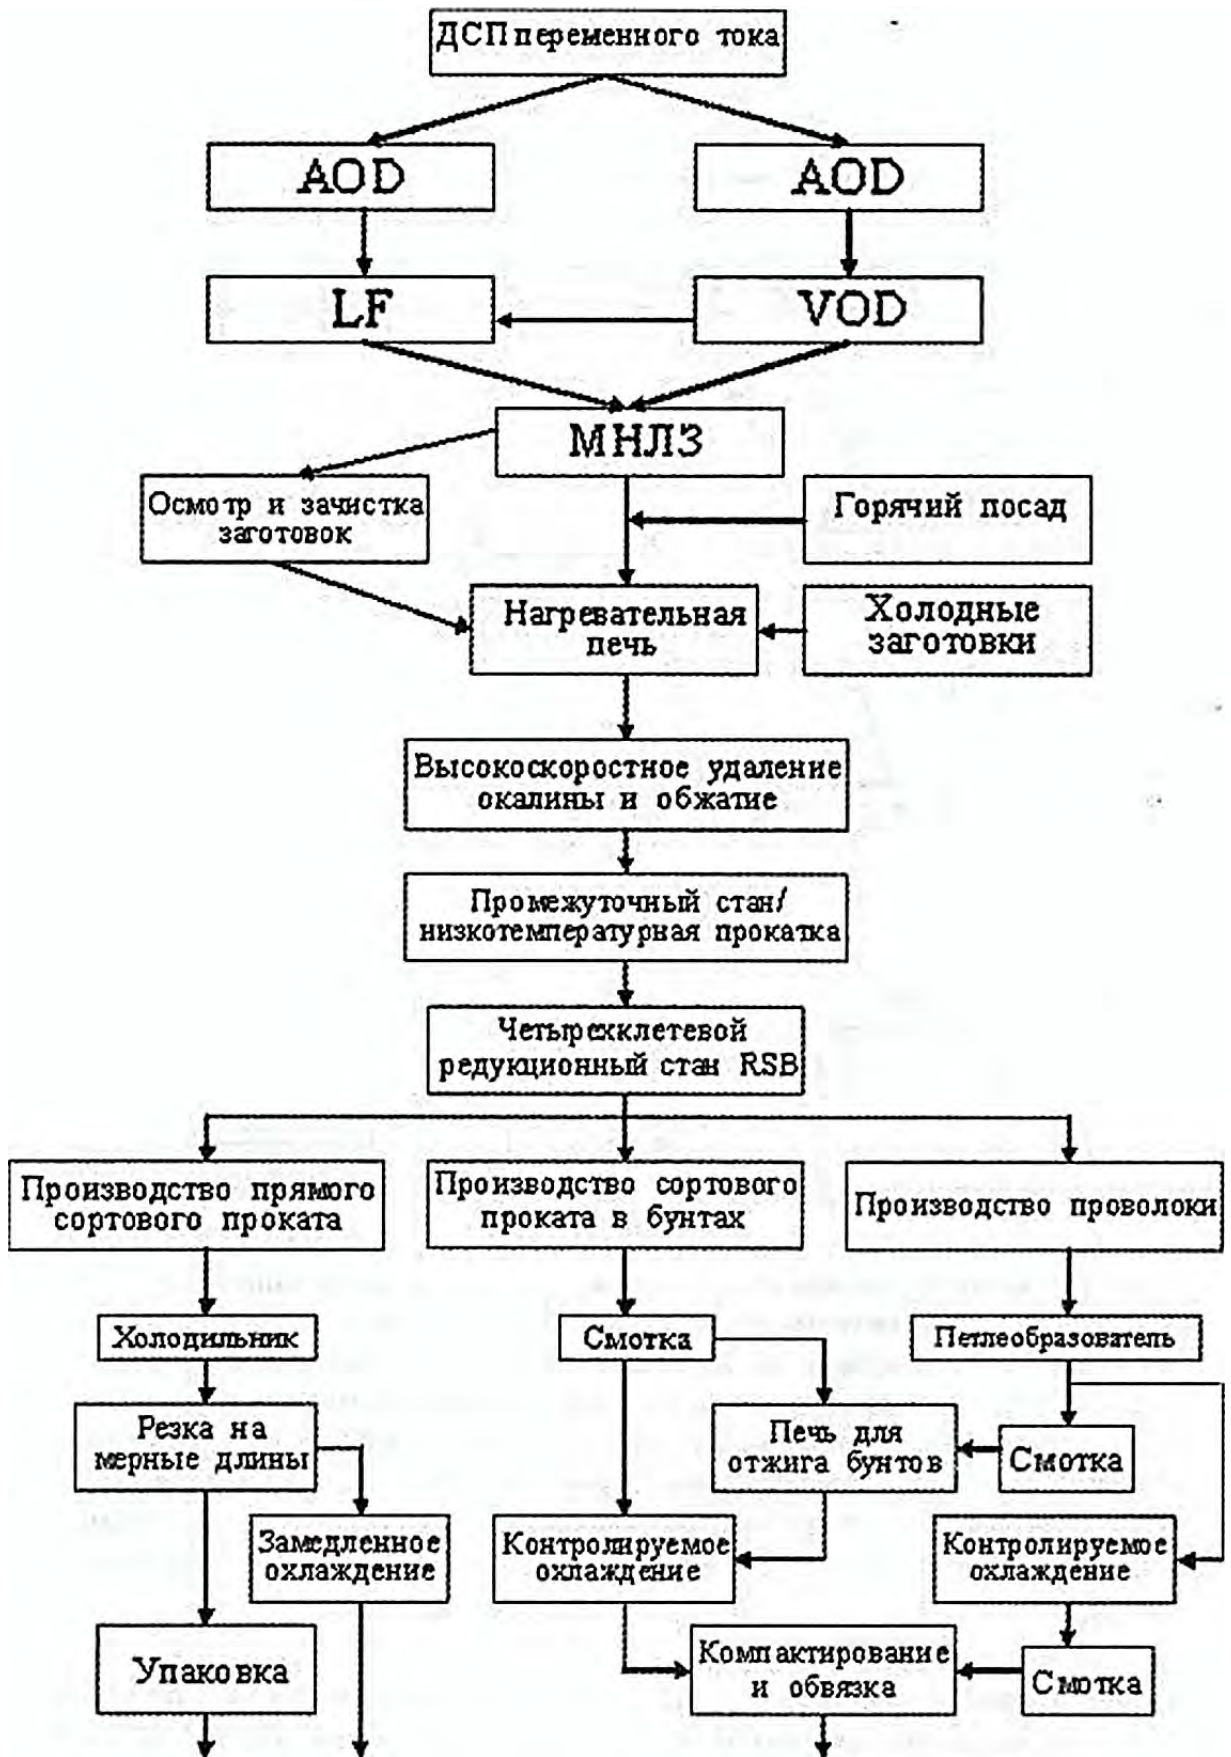 ДСП переменного тока
AOD
AOD
LF
VOD
МНЛЗ
Осмотр и зачистка
заготовок
Горячий посад
Нагревательная
печь
Холодные
заготовки
Высокоскоростное удаление
окалины и обжатие
Промежуточный стан/
низкотемпературная прокатка
Четырехклетевой
редукционный стан RSB
Производство прямого
сортового проката
Производство сортового
проката в бунтах
Производство проволоки
Холодильник
Смотка
Петлеобразователь
Резка на
мерные длины
Печь для
отжига бунтов
Смотка
Замедленное
охлаждение
Контролируемое
охлаждение
Контролируемое
охлаждение
Упаковка
Компактирование
и обвязка
Смотка